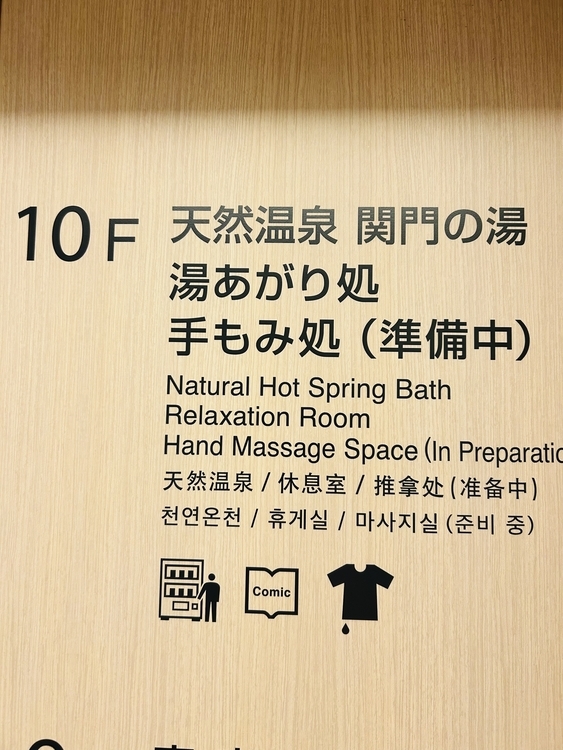 10F
天然温泉 関門の湯
湯あがり処
手もみ処（準備中）
Natural Hot Spring Bath
Relaxation Room
Hand Massage Space (In Preparatio
天然温泉 / 休息室 / 推拿处 (准备中)
천연온천 / 휴게실 / 마사지실 (준비 중)
Comic